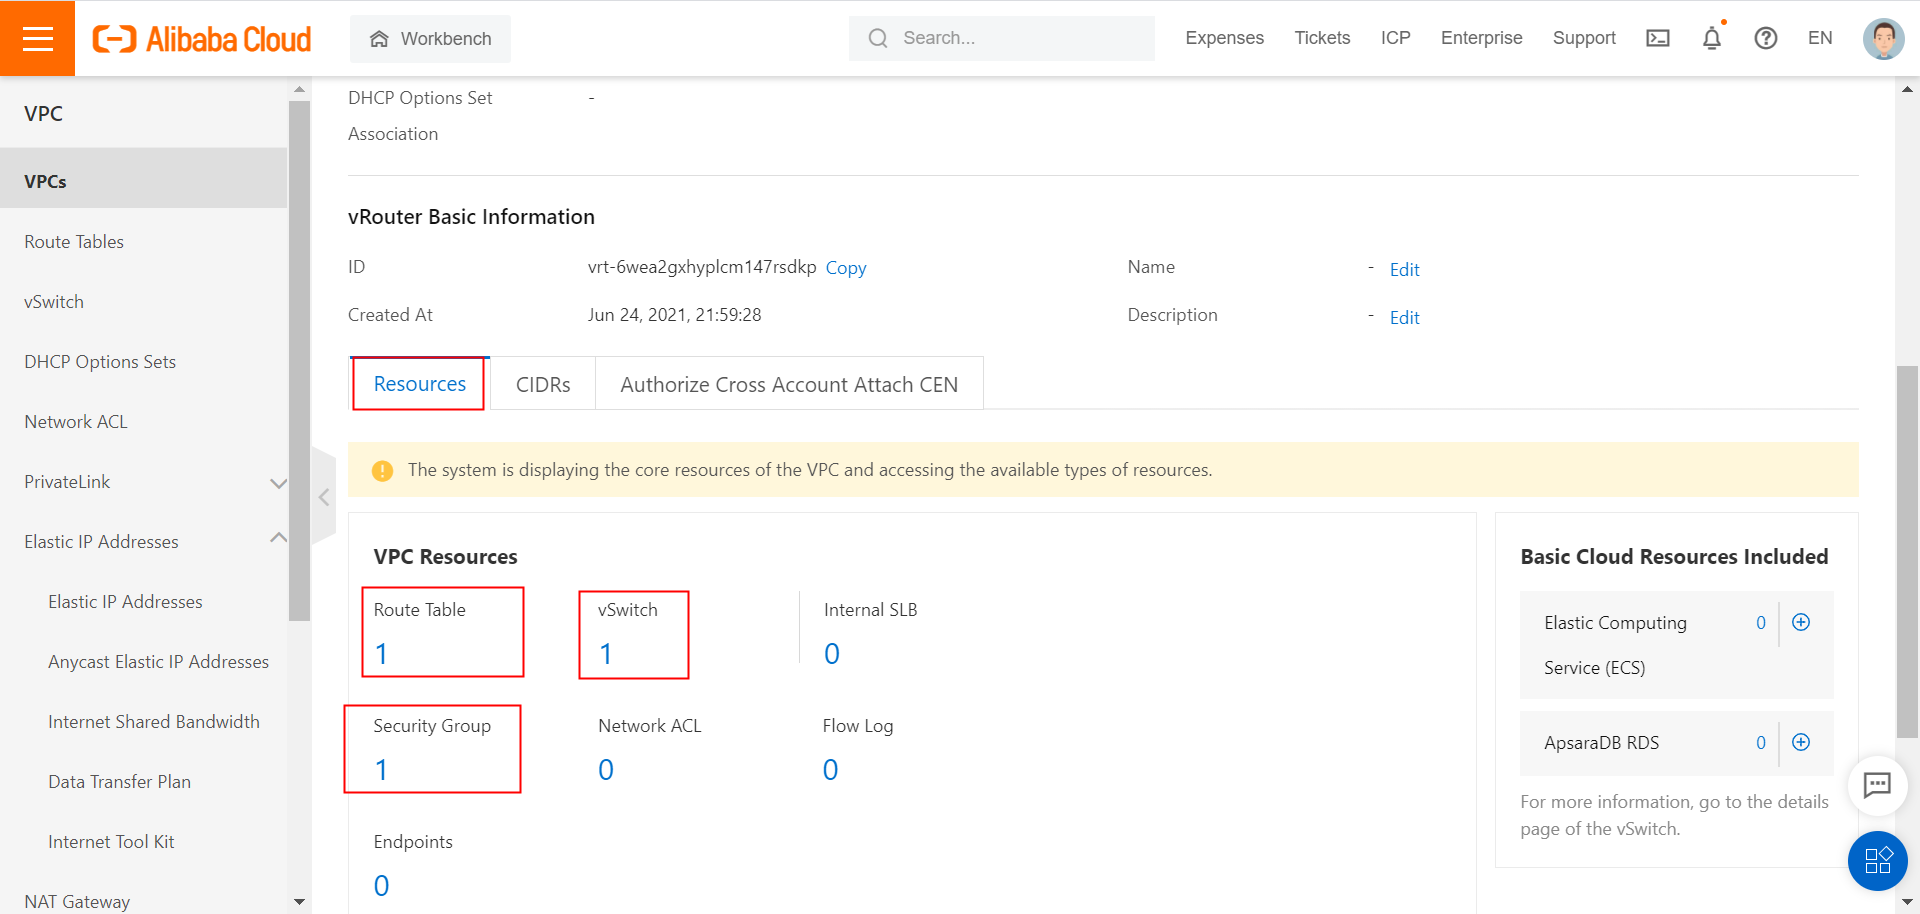 Alibaba Cloud
Workbench
Search...
Expenses
Tickets
ICP
Enterprise
Support
EN
VPC
VPCs
Route Tables
vSwitch
DHCP Options Sets
Network ACL
PrivateLink
Elastic IP Addresses
Elastic IP Addresses
Anycast Elastic IP Addresses
Internet Shared Bandwidth
Data Transfer Plan
Internet Tool Kit
NAT Gateway
DHCP Options Set -
Association
vRouter Basic Information
ID vrt-6wea2gxhyplcm147rsdkp Copy
Name - Edit
Created At Jun 24, 2021, 21:59:28
Description - Edit
Resources
CIDRs
Authorize Cross Account Attach CEN
The system is displaying the core resources of the VPC and accessing the available types of resources.
VPC Resources
Route Table
1
vSwitch
1
Internal SLB
0
Security Group
1
Network ACL
0
Flow Log
0
Endpoints
0
Basic Cloud Resources Included
Elastic Computing 0
Service (ECS)
ApsaraDB RDS 0
For more information, go to the details
page of the vSwitch.